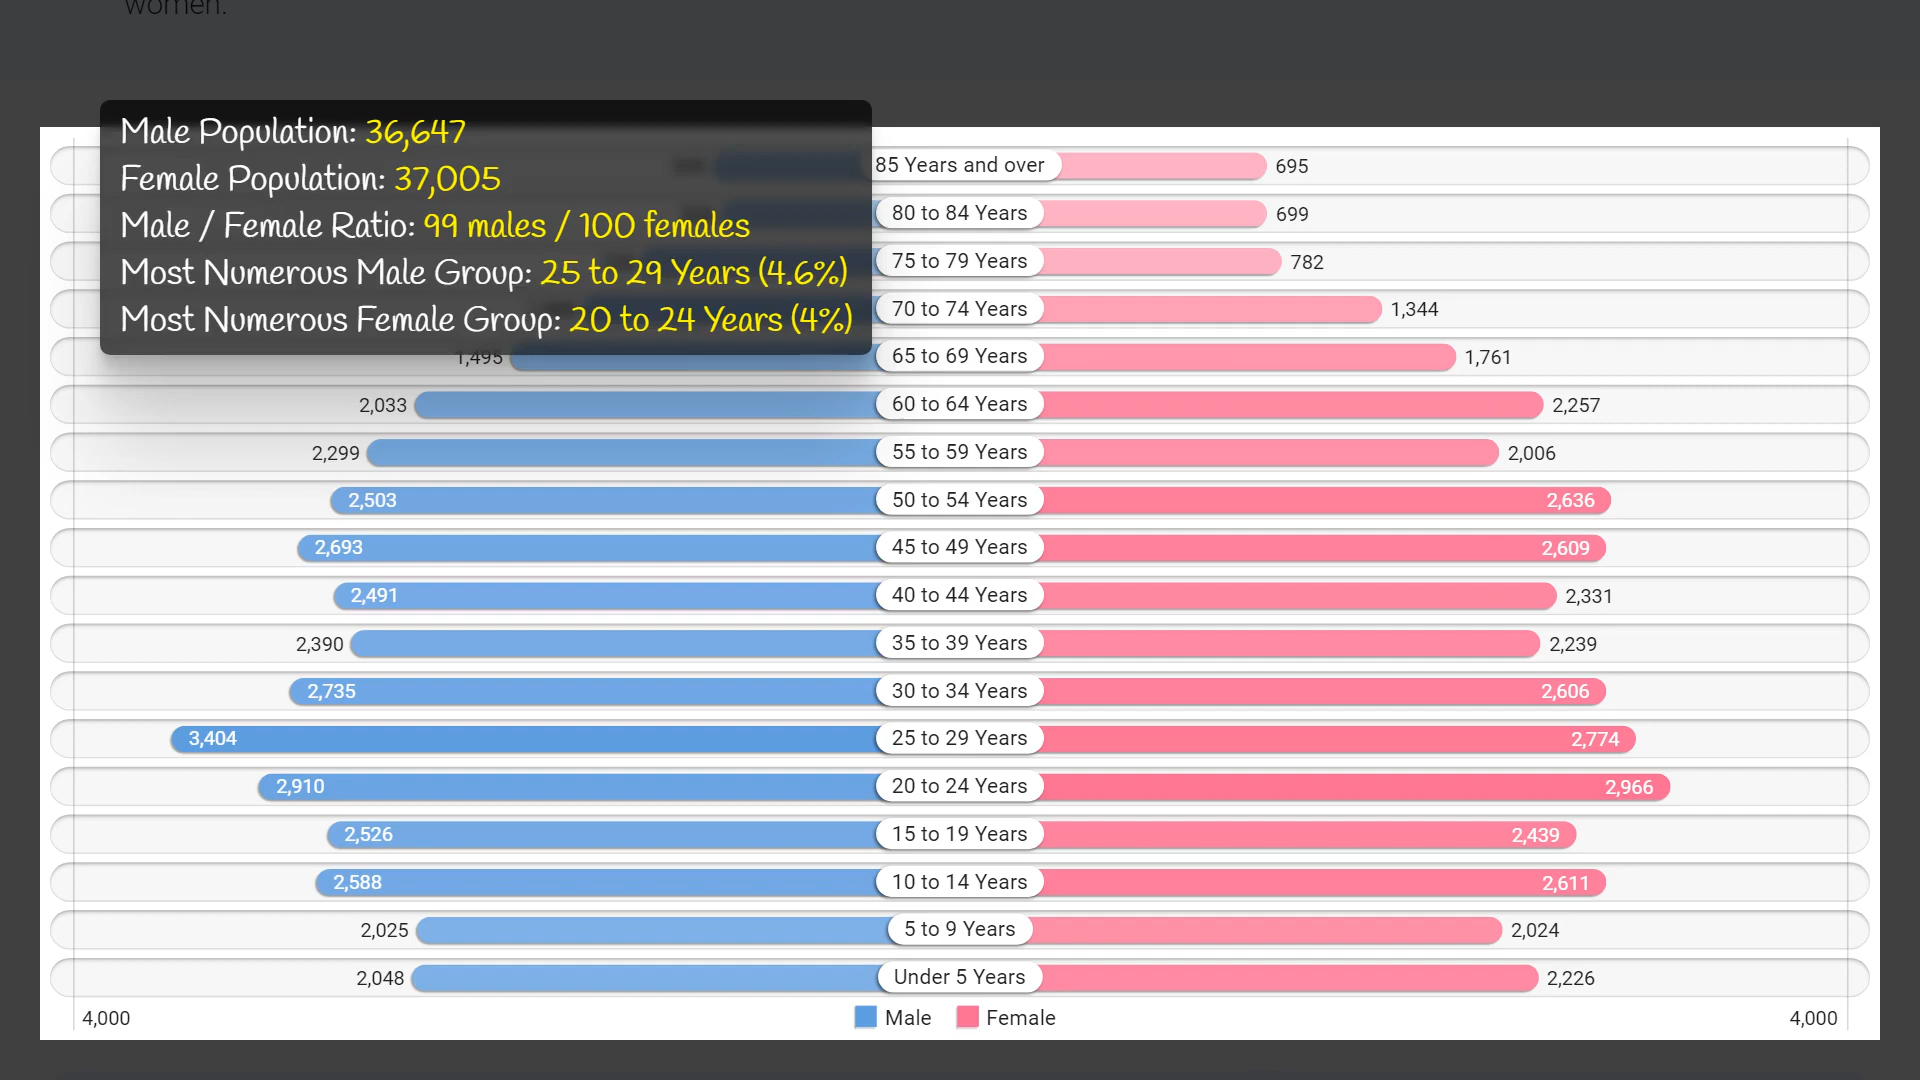 women.
Male Population: 36,647
Female Population: 37,005
Male / Female Ratio: 99 males / 100 females
Most Numerous Male Group: 25 to 29 Years (4.6%)
Most Numerous Female Group: 20 to 24 Years (4%)
85 Years and over 695
80 to 84 Years 699
75 to 79 Years 782
70 to 74 Years 1,344
1,495 65 to 69 Years 1,761
2,033 60 to 64 Years 2,257
2,299 55 to 59 Years 2,006
2,503 50 to 54 Years 2,636
2,693 45 to 49 Years 2,609
2,491 40 to 44 Years 2,331
2,390 35 to 39 Years 2,239
2,735 30 to 34 Years 2,606
3,404 25 to 29 Years 2,774
2,910 20 to 24 Years 2,966
2,526 15 to 19 Years 2,439
2,588 10 to 14 Years 2,611
2,025 5 to 9 Years 2,024
2,048 Under 5 Years 2,226
4,000 Male Female 4,000